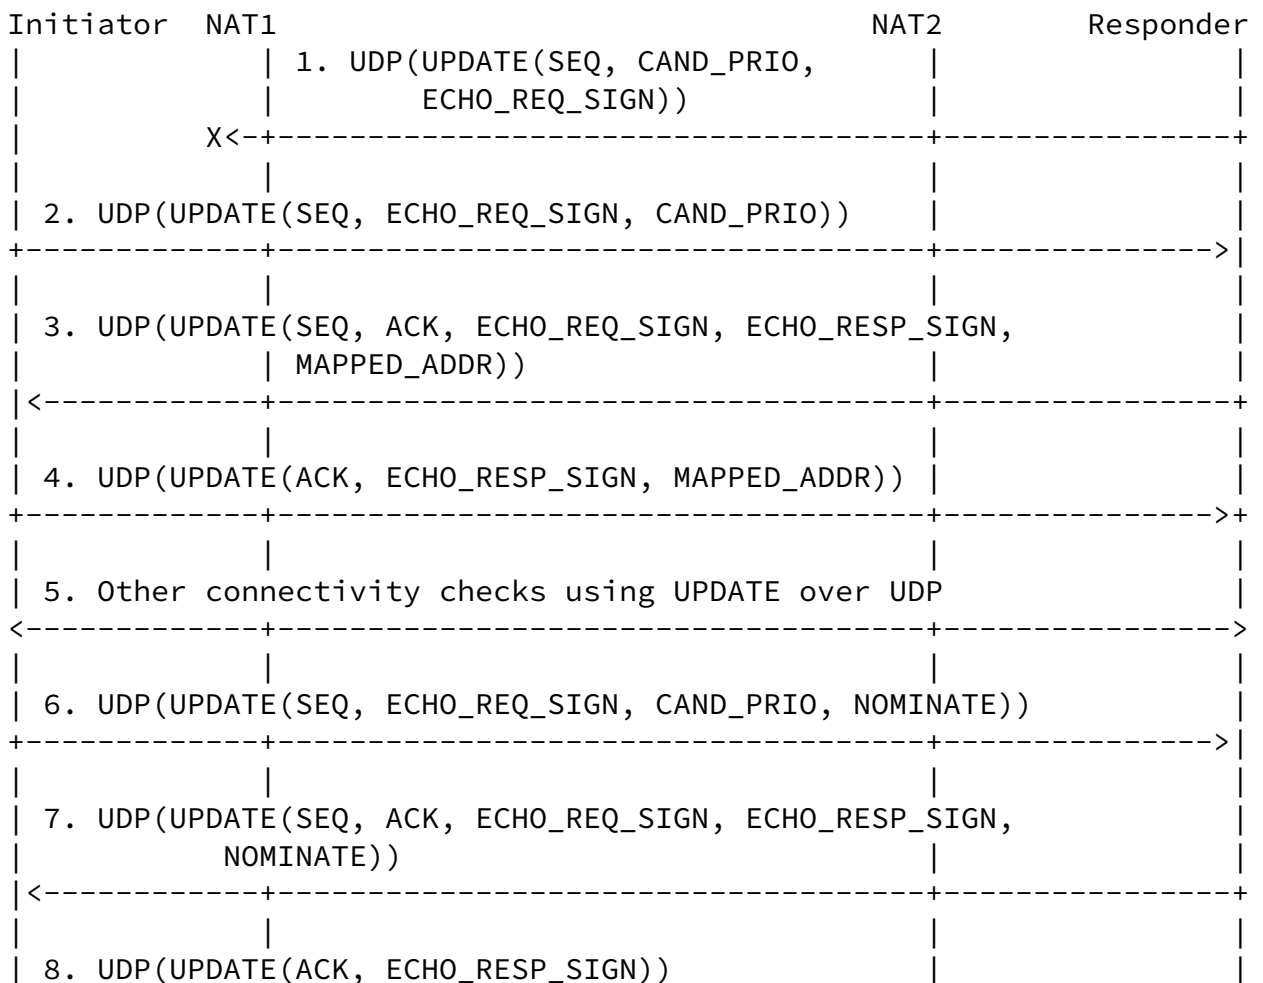 Initiator  NAT1                                 NAT2        Responder
|             | 1. UDP(UPDATE(SEQ, CAND_PRIO,      |                |
|             |        ECHO_REQ_SIGN))             |                |
|          X<-+------------------------------------+----------------+
|             |                                    |                |
| 2. UDP(UPDATE(SEQ, ECHO_REQ_SIGN, CAND_PRIO))    |                |
+-------------+------------------------------------+--------------->|
|             |                                    |                |
| 3. UDP(UPDATE(SEQ, ACK, ECHO_REQ_SIGN, ECHO_RESP_SIGN,            |
|             | MAPPED_ADDR))                      |                |
|<------------+------------------------------------+----------------+
|             |                                    |                |
| 4. UDP(UPDATE(ACK, ECHO_RESP_SIGN, MAPPED_ADDR)) |                |
+-------------+------------------------------------+--------------->+
|             |                                    |                |
| 5. Other connectivity checks using UPDATE over UDP                |
<-------------+------------------------------------+---------------->
|             |                                    |                |
| 6. UDP(UPDATE(SEQ, ECHO_REQ_SIGN, CAND_PRIO, NOMINATE))           |
+-------------+------------------------------------+--------------->|
|             |                                    |                |
| 7. UDP(UPDATE(SEQ, ACK, ECHO_REQ_SIGN, ECHO_RESP_SIGN,            |
|           NOMINATE))                             |                |
|<------------+------------------------------------+----------------+
|             |                                    |                |
| 8. UDP(UPDATE(ACK, ECHO_RESP_SIGN))              |                |